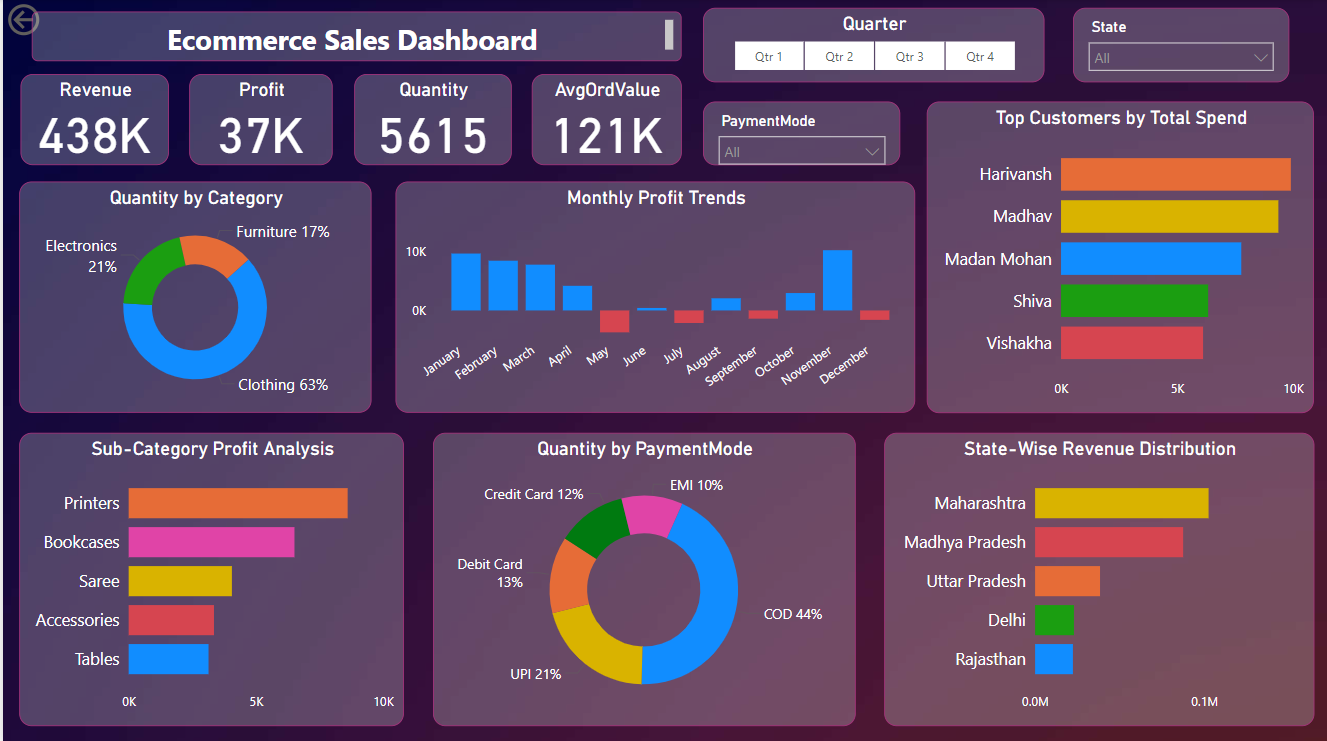 Ecommerce Sales Dashboard
Quarter
Qtr 1
Qtr 2
Qtr 3
Qtr 4
State
All
Revenue
438K
Profit
37K
Quantity
5615
AvgOrdValue
121K
PaymentMode
All
Top Customers by Total Spend
Harivansh
Madhav
Madan Mohan
Shiva
Vishakha
0K
5K
10K
Quantity by Category
Furniture 17%
Electronics
21%
Clothing 63%
Monthly Profit Trends
10K
0K
January
February
March
April
May
June
July
August
September
October
November
December
Sub-Category Profit Analysis
Printers
Bookcases
Saree
Accessories
Tables
0K
5K
10K
Quantity by PaymentMode
EMI 10%
Credit Card 12%
Debit Card
13%
COD 44%
UPI 21%
State-Wise Revenue Distribution
Maharashtra
Madhya Pradesh
Uttar Pradesh
Delhi
Rajasthan
0.0M
0.1M